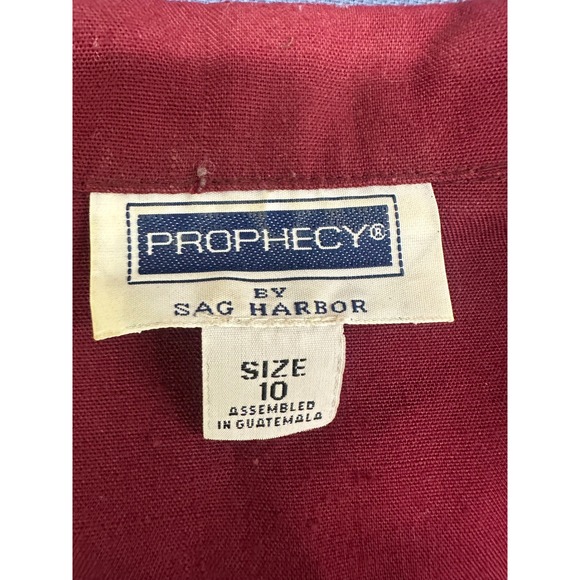 PROPHECY®
BY
SAG HARBOR
SIZE
10
ASSEMBLED
IN GUATEMALA